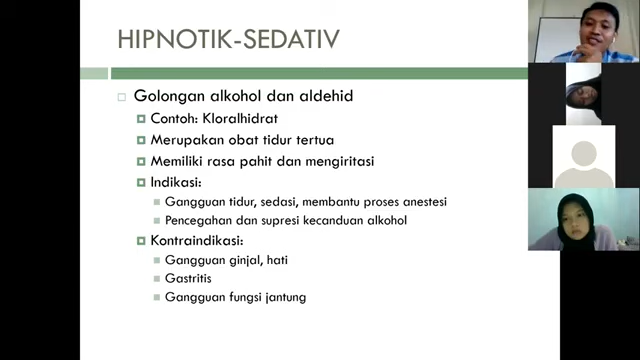 HIPNOTIK-SEDATIV
Golongan alkohol dan aldehid
Contoh: Kloralhidrat
Merupakan obat tidur tertua
Memiliki rasa pahit dan mengiritasi
Indikasi:
Gangguan tidur, sedasi, membantu proses anestesi
Pencegahan dan supresi kecanduan alkohol
Kontraindikasi:
Gangguan ginjal, hati
Gastritis
Gangguan fungsi jantung